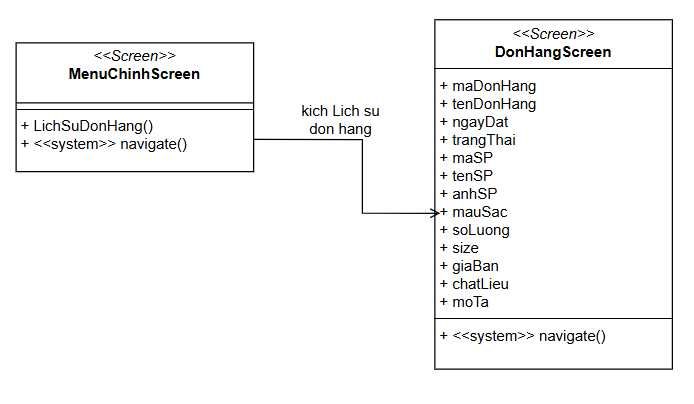 <<Screen>>
MenuChinhScreen
+ LichSuDonHang()
+ <<system>> navigate()
kich Lich su
don hang
<<Screen>>
DonHangScreen
+ maDonHang
+ tenDonHang
+ ngayDat
+ trangThai
+ maSP
+ tenSP
+ anhSP
+ mauSac
+ soLuong
+ size
+ giaBan
+ chatLieu
+ moTa
+ <<system>> navigate()